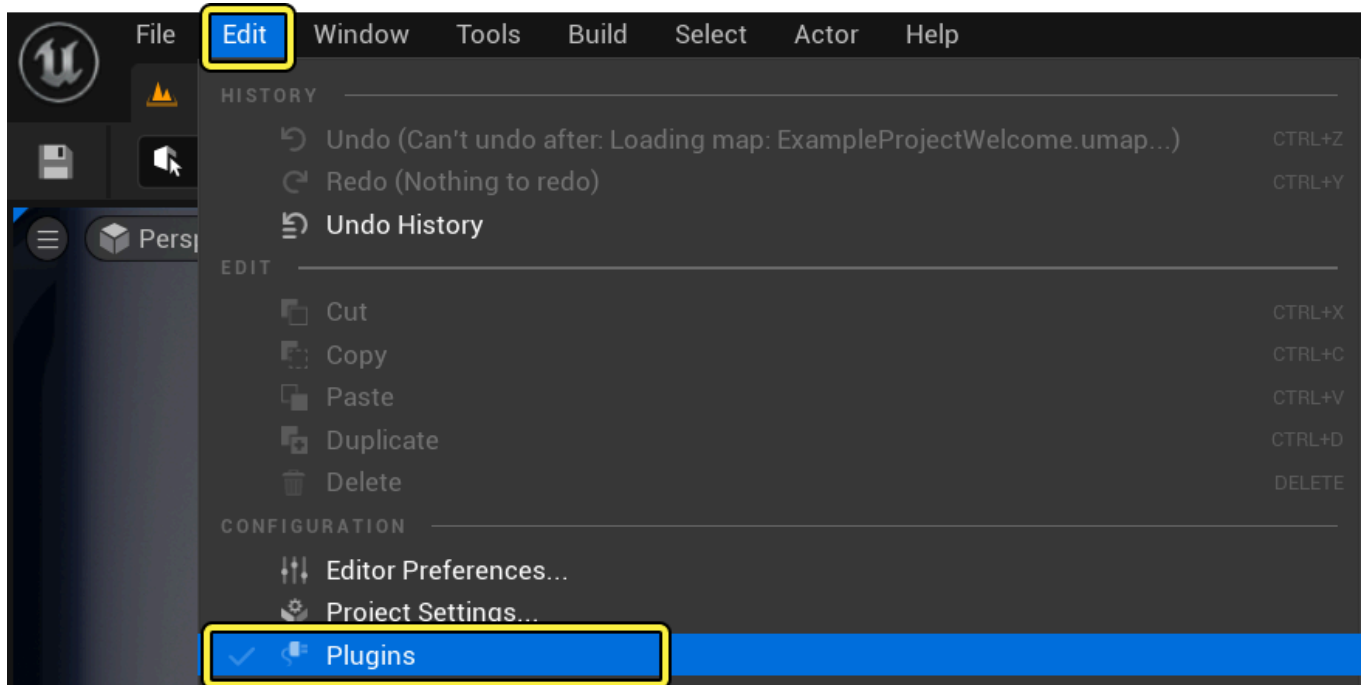 File Edit Window Tools Build Select Actor Help
HISTORY
Undo (Can't undo after: Loading map: ExampleProjectWelcome.umap...) CTRL+Z
Redo (Nothing to redo) CTRL+Y
Undo History
Persp
EDIT
Cut CTRL+X
Copy CTRL+C
Paste CTRL+V
Duplicate CTRL+D
Delete DELETE
CONFIGURATION
Editor Preferences...
Project Settings...
Plugins